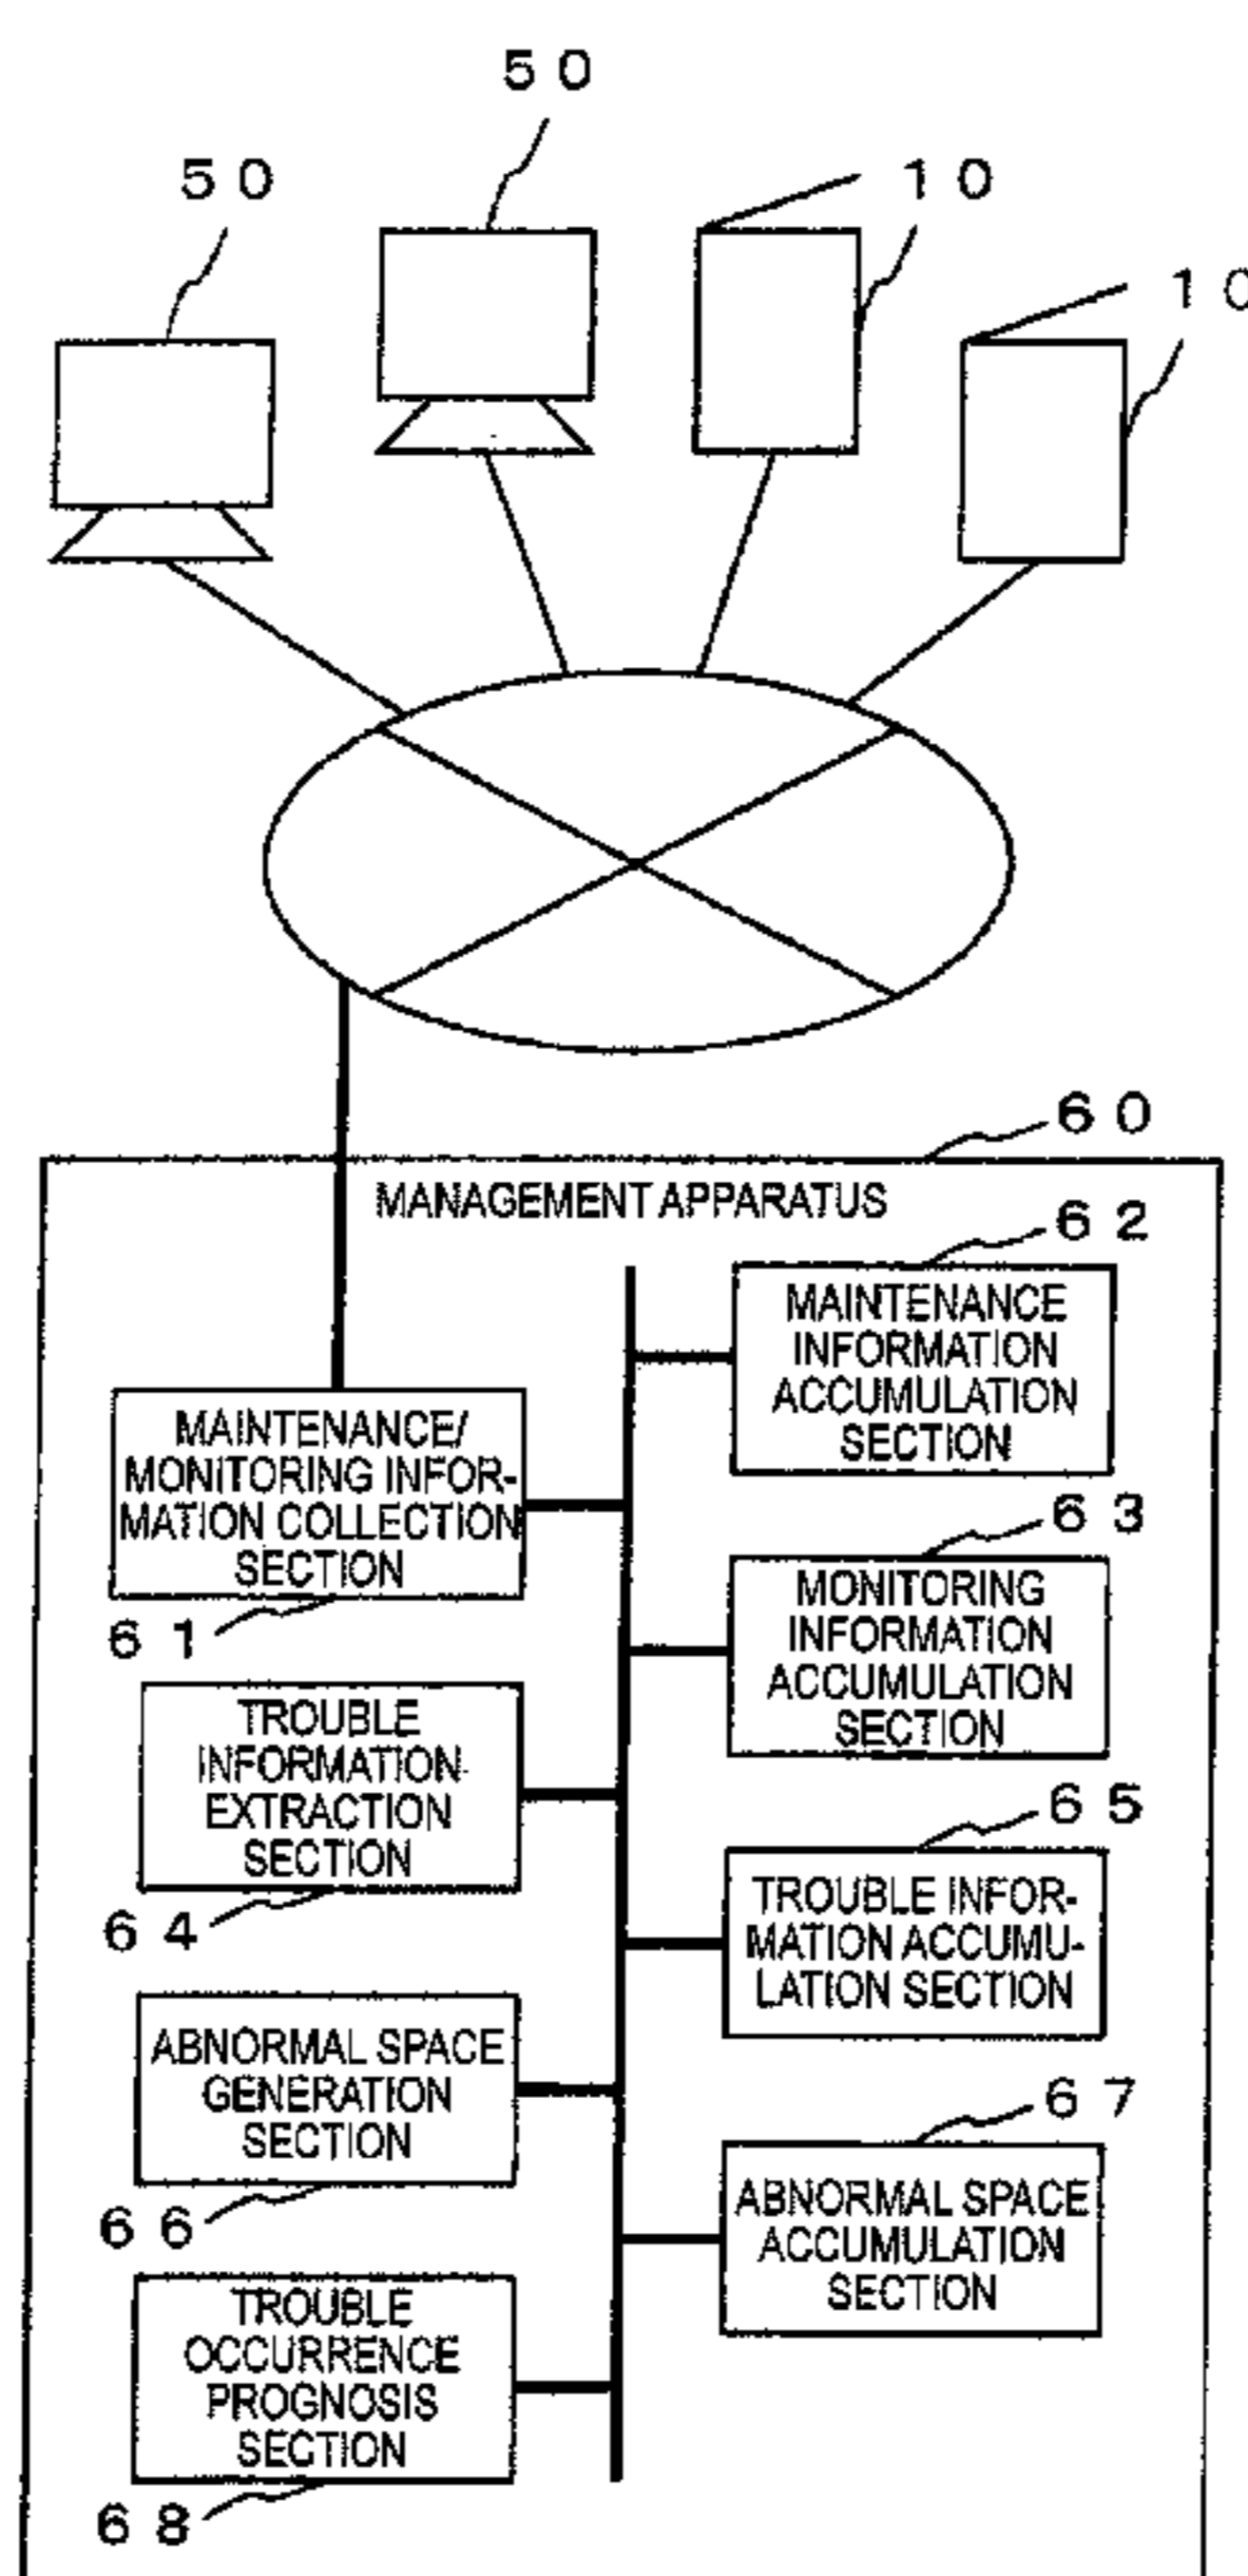 50
50
10
10
60
MANAGEMENT APPARATUS
62
MAINTENANCE
INFORMATION
ACCUMULATION
SECTION
MAINTENANCE/
MONITORING INFOR-
MATION COLLECTION
SECTION
61
63
MONITORING
INFORMATION
ACCUMULATION
SECTION
TROUBLE
INFORMATION
EXTRACTION
SECTION
64
65
TROUBLE INFOR-
MATION ACCUMU-
LATION SECTION
ABNORMAL SPACE
GENERATION
SECTION
66
67
ABNORMAL SPACE
ACCUMULATION
SECTION
TROUBLE
OCCURRENCE
PROGNOSIS
SECTION
68